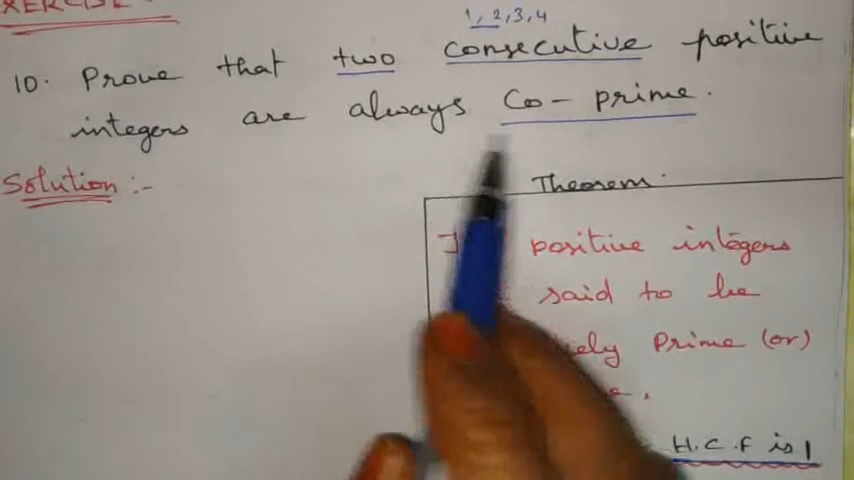 EXERCISE
1, 2, 3, 4
10. Prove that two consecutive positive
integers are always Co-prime.
Solution :-
Theorem.
positive integers
said to be
Prime (or)
H.C.F is 1